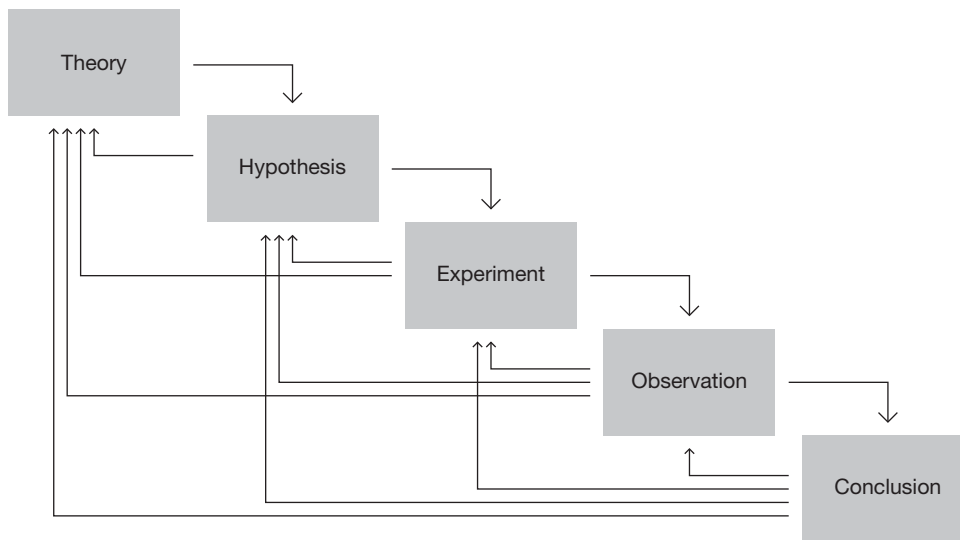 Theory
Hypothesis
Experiment
Observation
Conclusion